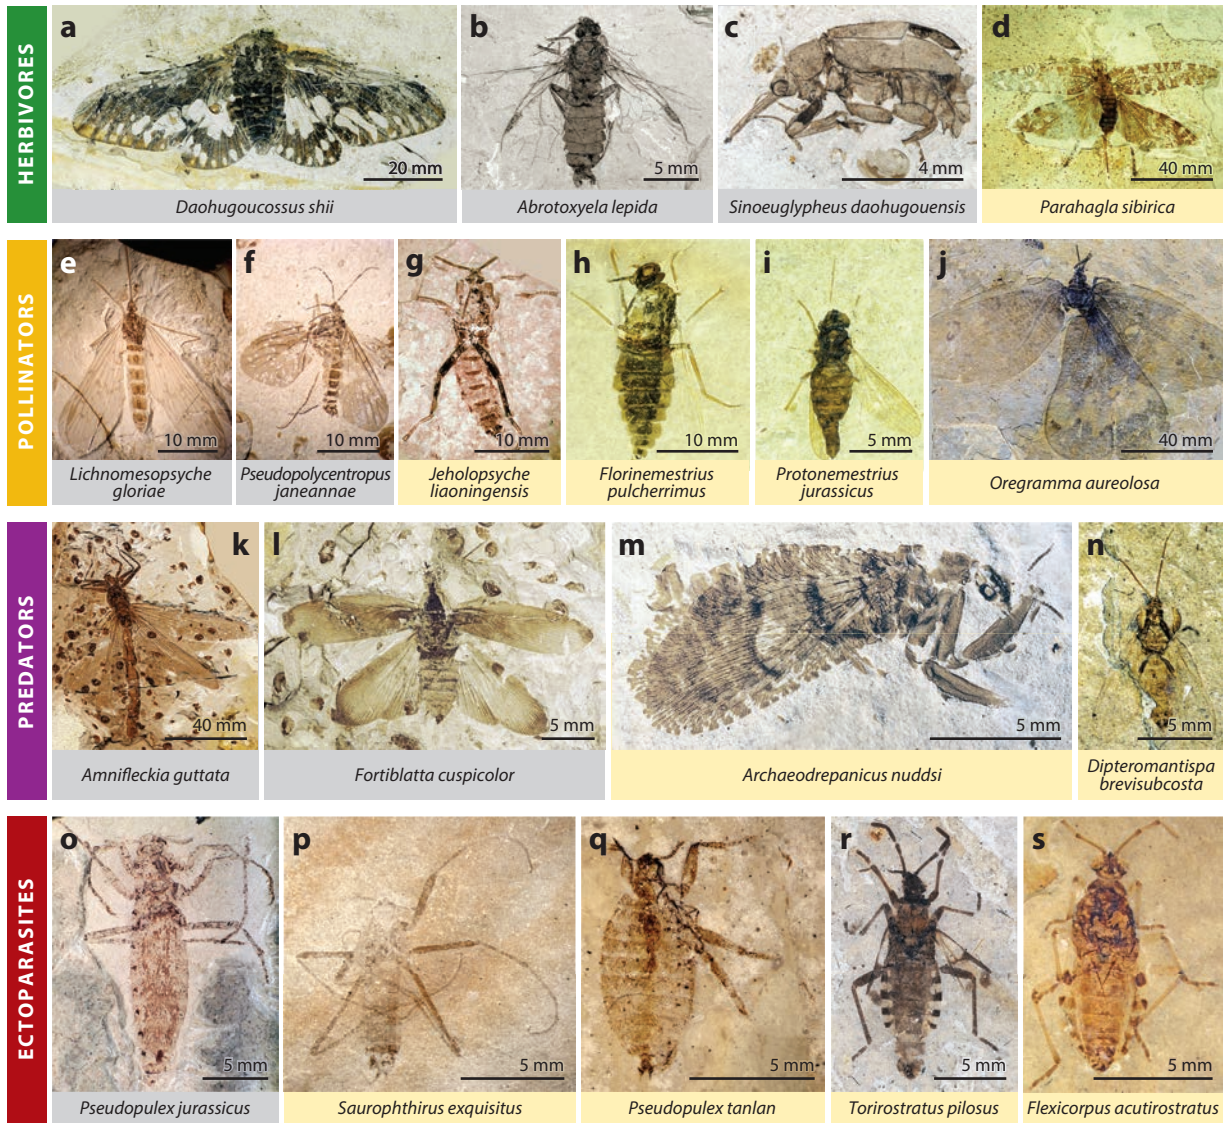 HERBIVORES
a
20 mm
Daohugoucossus shii
b
5 mm
Abrotoxyela lepida
c
4 mm
Sinoeuglypheus daohugouensis
d
40 mm
Parahagla sibirica
POLLINATORS
e
10 mm
Lichnomesopsyche
gloriae
f
10 mm
Pseudopolycentropus
janeannae
g
10 mm
Jeholopsyche
liaoningensis
h
10 mm
Florinemestrius
pulcherrimus
i
5 mm
Protonemestrius
jurassicus
j
40 mm
Oregramma aureolosa
PREDATORS
k
40 mm
Amnifleckia guttata
l
5 mm
Fortiblatta cuspicolor
m
5 mm
Archaeodrepanicus nuddsi
n
5 mm
Dipteromantispa
brevisubcosta
ECTOPARASITES
o
5 mm
Pseudopulex jurassicus
p
5 mm
Saurophthirus exquisitus
q
5 mm
Pseudopulex tanlan
r
5 mm
Torirostratus pilosus
s
5 mm
Flexicorpus acutirostratus